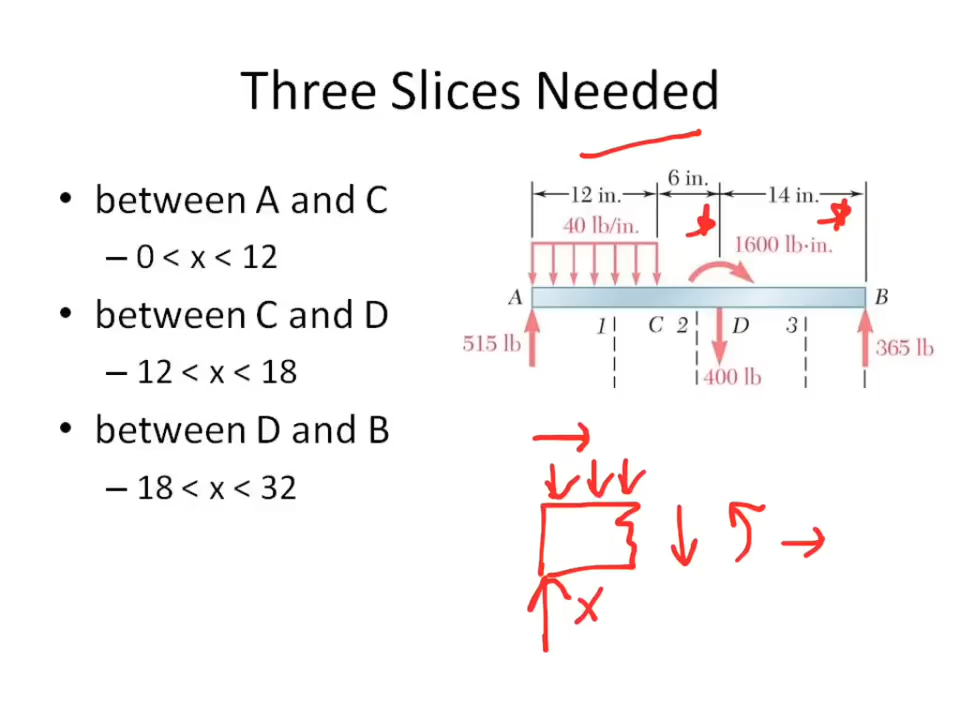 Three Slices Needed
• between A and C
– 0 < x < 12
• between C and D
– 12 < x < 18
• between D and B
– 18 < x < 32
12 in.
6 in.
14 in.
40 lb/in.
1600 lb·in.
A
B
1
C
2
D
3
515 lb
400 lb
365 lb
x